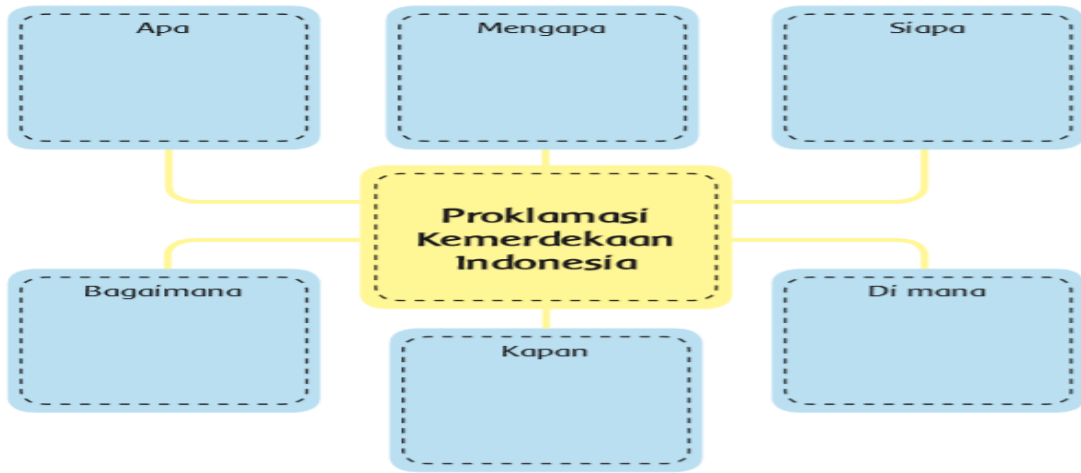 Apa
Mengapa
Siapa
Proklamasi
Kemerdekaan
Indonesia
Bagaimana
Kapan
Di mana